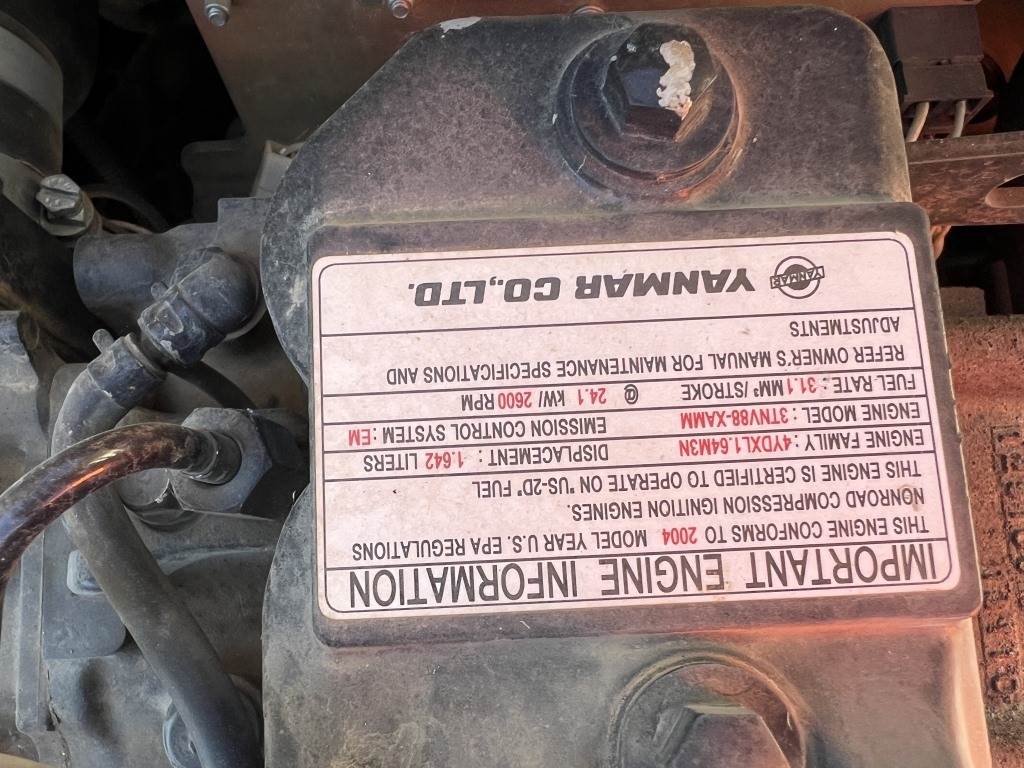 IMPORTANT ENGINE INFORMATION
THIS ENGINE CONFORMS TO 2004 MODEL YEAR U.S. EPA REGULATIONS
NONROAD COMPRESSION IGNITION ENGINES.
THIS ENGINE IS CERTIFIED TO OPERATE ON "US-2D" FUEL
ENGINE FAMILY : 4YDXL1.64M3N DISPLACEMENT : 1.642 LITERS
ENGINE MODEL : 3TNV88-XAMM EMISSION CONTROL SYSTEM : EM
FUEL RATE : 31.1 MM³/STROKE @ 24.1 kW/ 2600 RPM
REFER OWNER'S MANUAL FOR MAINTENANCE SPECIFICATIONS AND
ADJUSTMENTS
YANMAR YANMAR CO.,LTD.